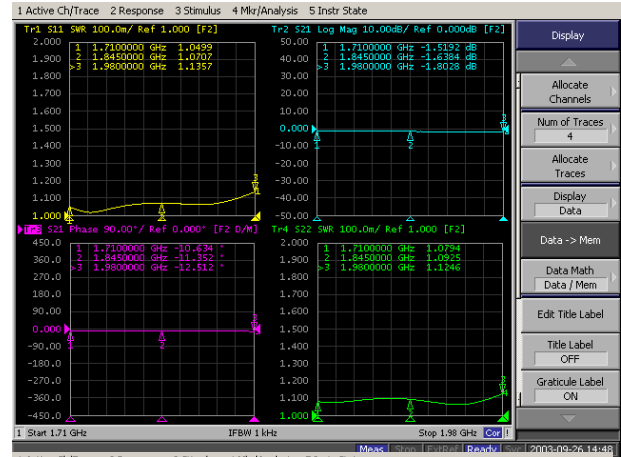 1 Active Ch/Trace  2 Response  3 Stimulus  4 Mkr/Analysis  5 Instr State
Tr1 S11 SWR 100.0m/ Ref 1.000 [F2]
2.000
1.900
1.800
1.700
1.600
1.500
1.400
1.300
1.200
1.100
1.000
1 1.7100000 GHz 1.0499
2 1.8450000 GHz 1.0707
>3 1.9800000 GHz 1.1357
Tr2 S21 Log Mag 10.00dB/ Ref 0.000dB [F2]
50.00
40.00
30.00
20.00
10.00
0.000
-10.00
-20.00
-30.00
-40.00
-50.00
1 1.7100000 GHz -1.5192 dB
2 1.8450000 GHz -1.6384 dB
>3 1.9800000 GHz -1.8028 dB
Tr3 S21 Phase 90.00°/ Ref 0.000° [F2 D/M]
450.0
360.0
270.0
180.0
90.00
0.000
-90.00
-180.0
-270.0
-360.0
-450.0
1 1.7100000 GHz -10.634 °
2 1.8450000 GHz -11.352 °
>3 1.9800000 GHz -12.512 °
Tr4 S22 SWR 100.0m/ Ref 1.000 [F2]
2.000
1.900
1.800
1.700
1.600
1.500
1.400
1.300
1.200
1.100
1.000
1 1.7100000 GHz 1.0794
2 1.8450000 GHz 1.0925
>3 1.9800000 GHz 1.1246
1 Start 1.71 GHz
IFBW 1 kHz
Stop 1.98 GHz Cor !
Meas Stop ExtRef Ready Svc 2003-09-26 14:48
Display
Allocate
Channels
Num of Traces
4
Allocate
Traces
Display
Data
Data -> Mem
Data Math
Data / Mem
Edit Title Label
Title Label
OFF
Graticule Label
ON